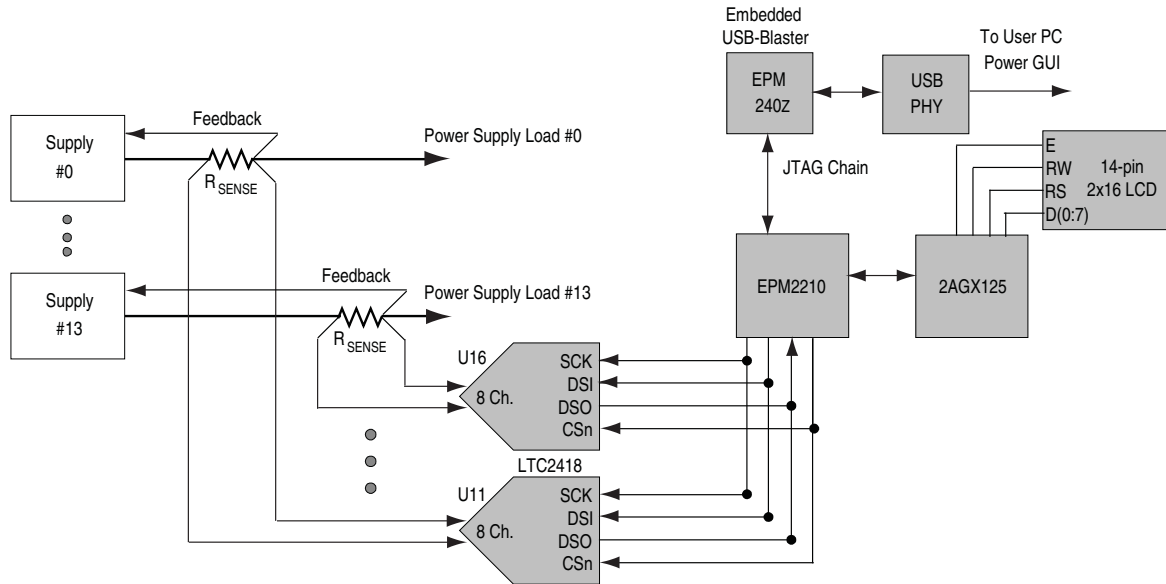 Embedded
USB-Blaster
EPM
240z
USB
PHY
To User PC
Power GUI
Supply
#0
Feedback
R SENSE
Power Supply Load #0
JTAG Chain
E
RW
RS
D(0:7)
14-pin
2x16 LCD
Supply
#13
Feedback
R SENSE
Power Supply Load #13
EPM2210
2AGX125
U16
8 Ch.
SCK
DSI
DSO
CSn
LTC2418
U11
8 Ch.
SCK
DSI
DSO
CSn